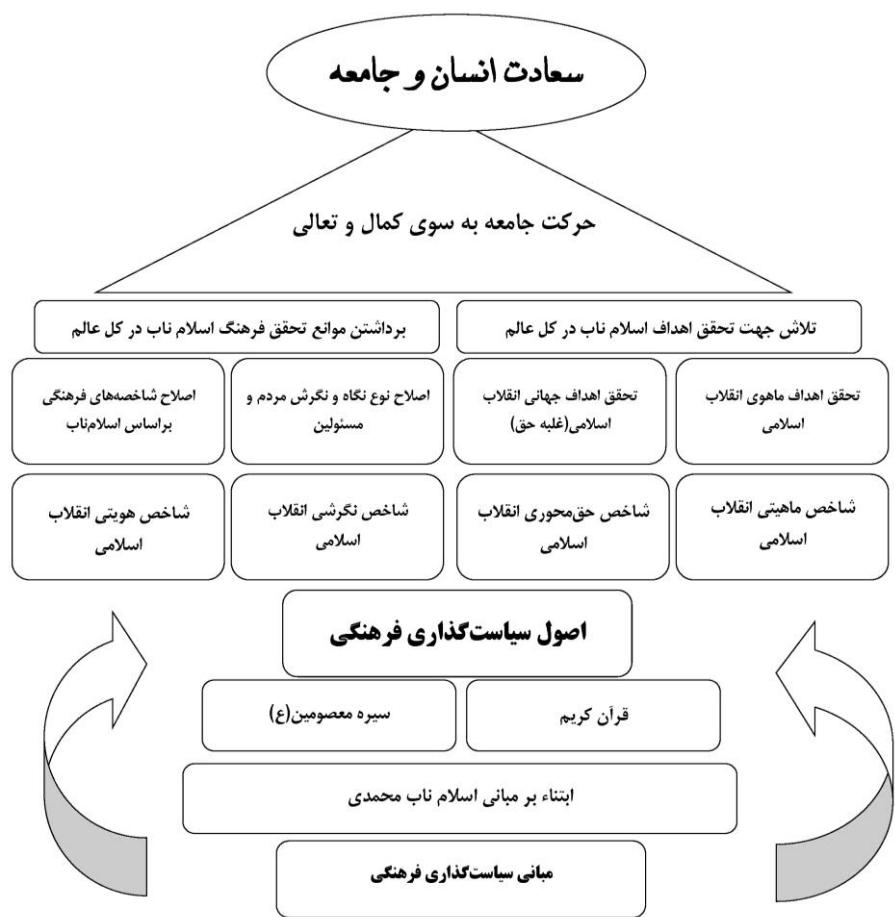 سعادت انسان و جامعه
حرکت جامعه به سوی کمال و تعالی
تلاش جهت تحقق اهداف اسلام ناب در کل عالم
برداشتن موانع تحقق فرهنگ اسلام ناب در کل عالم
تحقق اهداف ماهوی انقلاب
اسلامی
تحقق اهداف جهانی انقلاب
اسلامی(غلبه حق)
اصلاح نوع نگاه و نگرش مردم و
مسئولین
اصلاح شاخصه‌های فرهنگی
براساس اسلام‌ناب
شاخص ماهیتی انقلاب
اسلامی
شاخص حق‌محوری انقلاب
اسلامی
شاخص نگرشی انقلاب
اسلامی
شاخص هویتی انقلاب
اسلامی
اصول سیاست‌گذاری فرهنگی
قرآن کریم
سیره معصومین(ع)
ابتناء بر مبانی اسلام ناب محمدی
مبانی سیاست‌گذاری فرهنگی